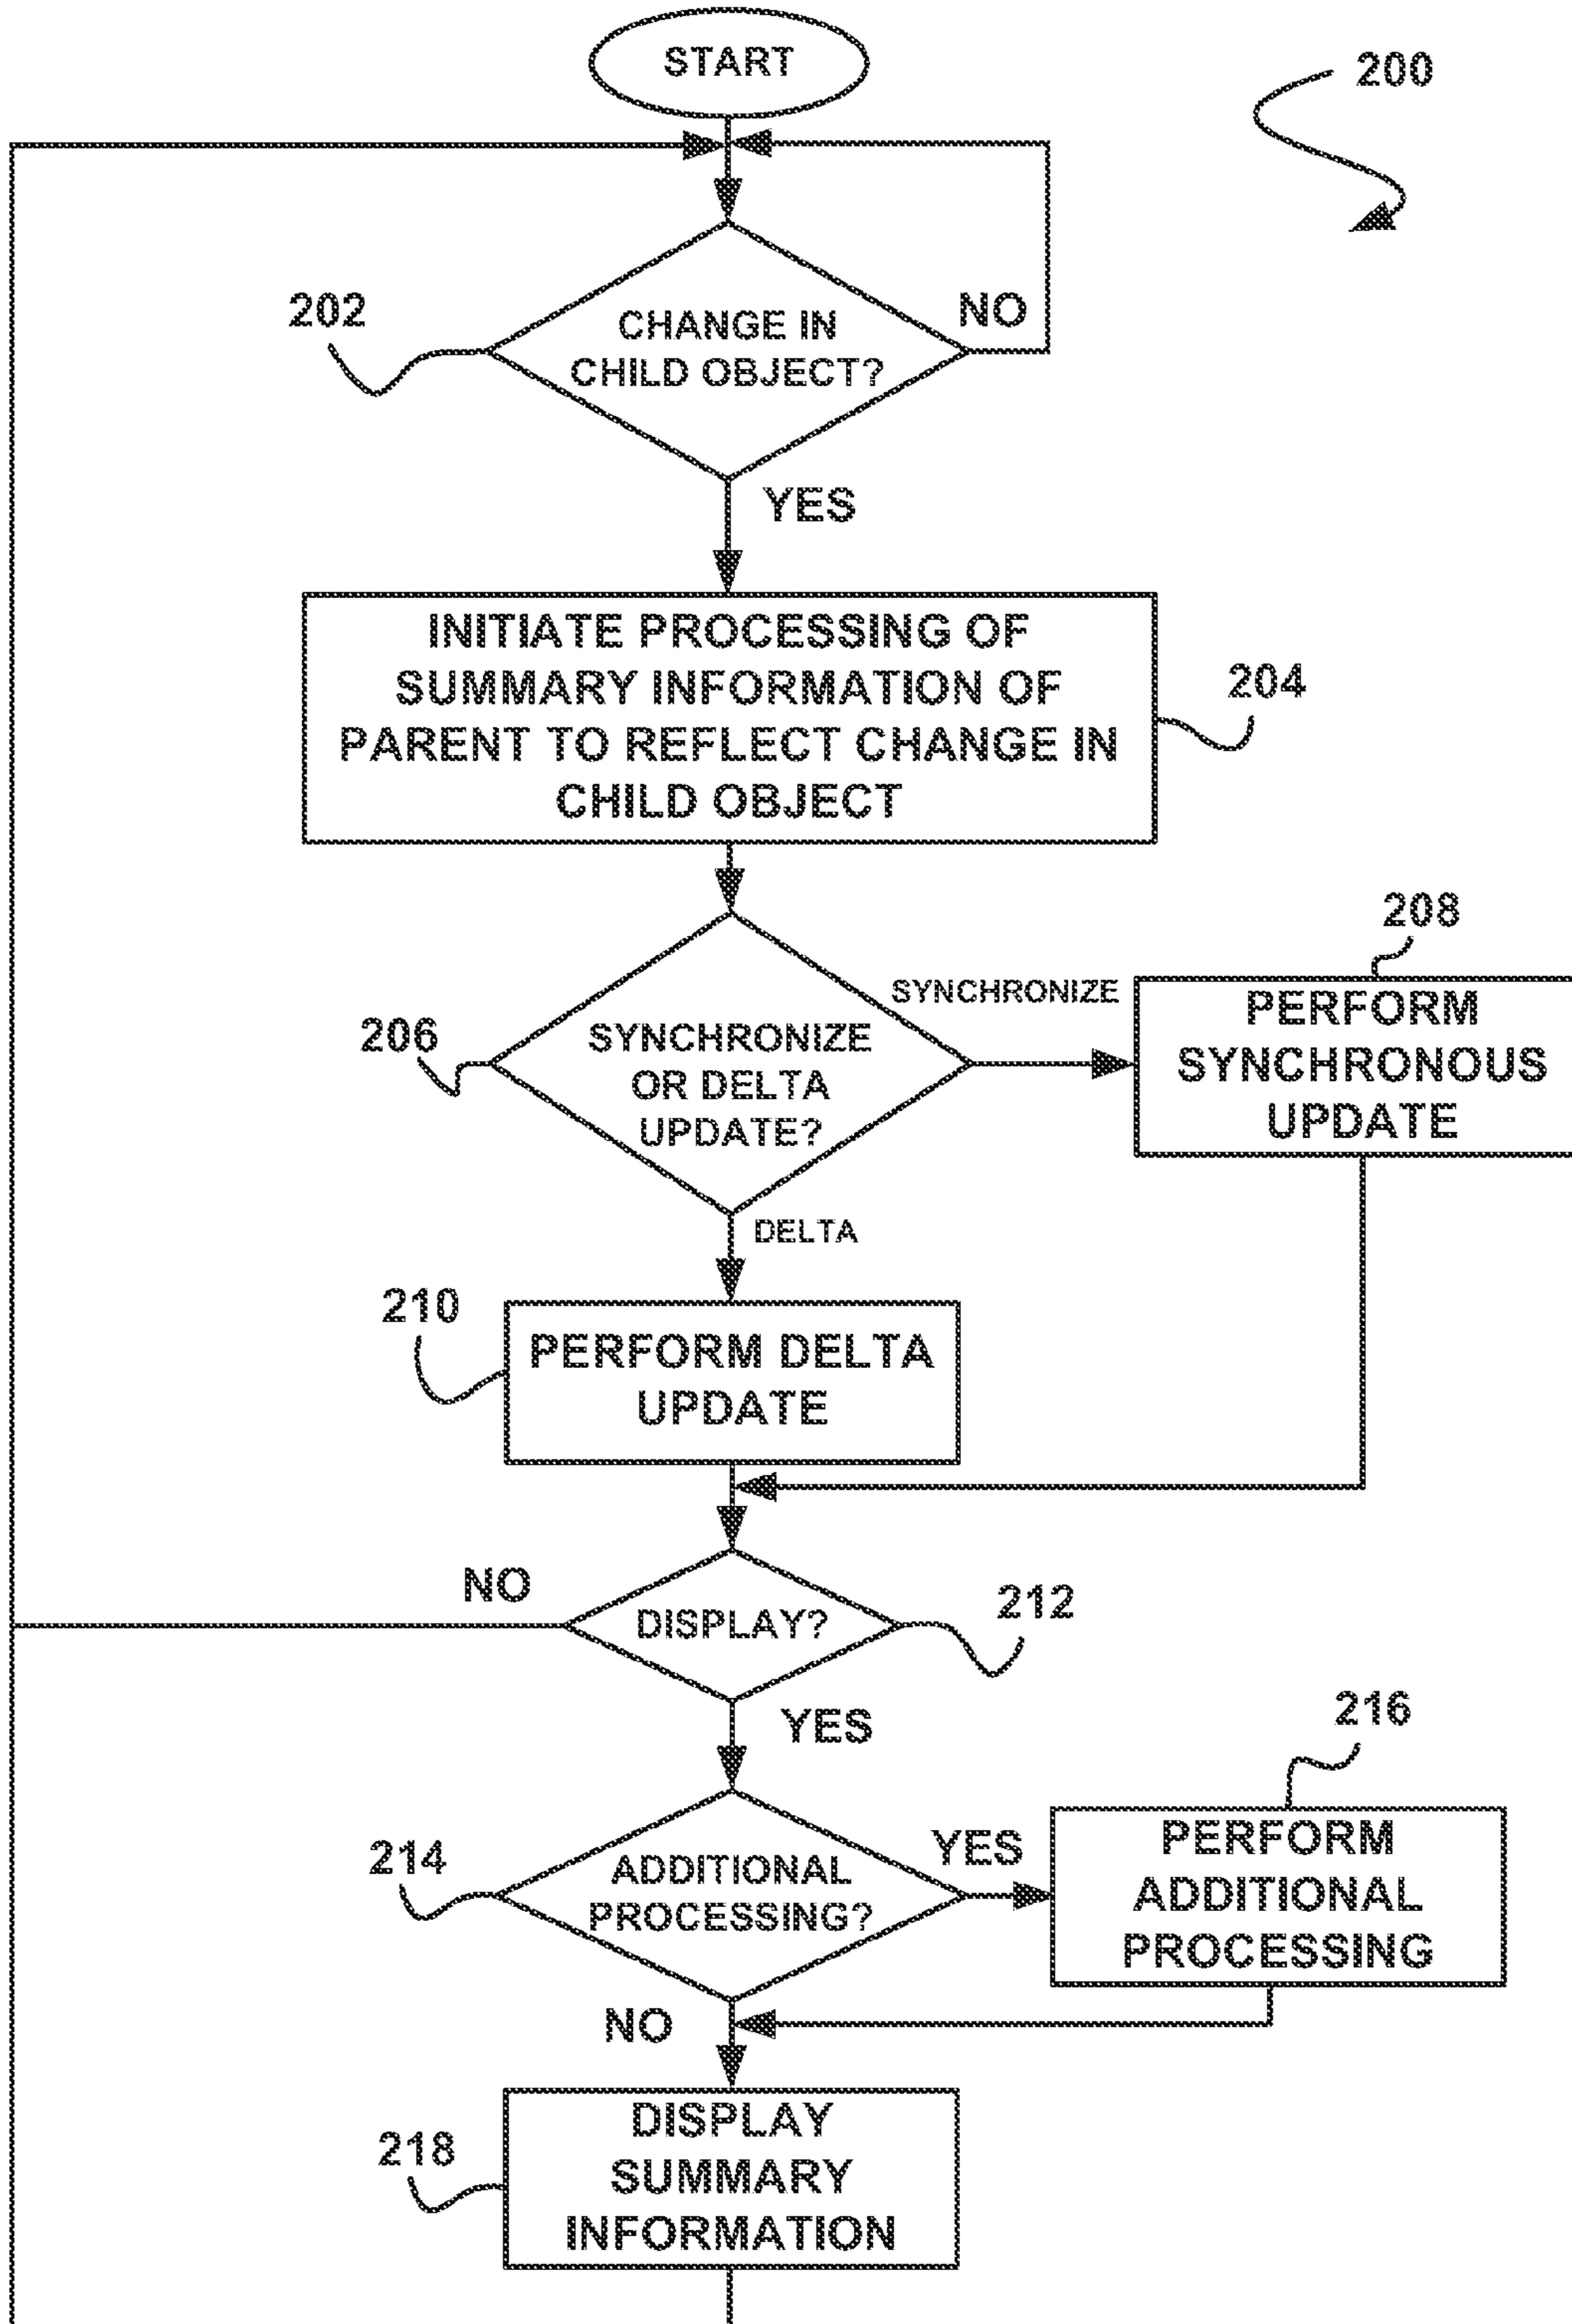 START
200
202
CHANGE IN
CHILD OBJECT?
NO
YES
INITIATE PROCESSING OF
SUMMARY INFORMATION OF
PARENT TO REFLECT CHANGE IN
CHILD OBJECT
204
206
SYNCHRONIZE
OR DELTA
UPDATE?
SYNCHRONIZE
208
PERFORM
SYNCHRONOUS
UPDATE
DELTA
210
PERFORM DELTA
UPDATE
NO
DISPLAY?
212
YES
214
ADDITIONAL
PROCESSING?
YES
216
PERFORM
ADDITIONAL
PROCESSING
NO
218
DISPLAY
SUMMARY
INFORMATION